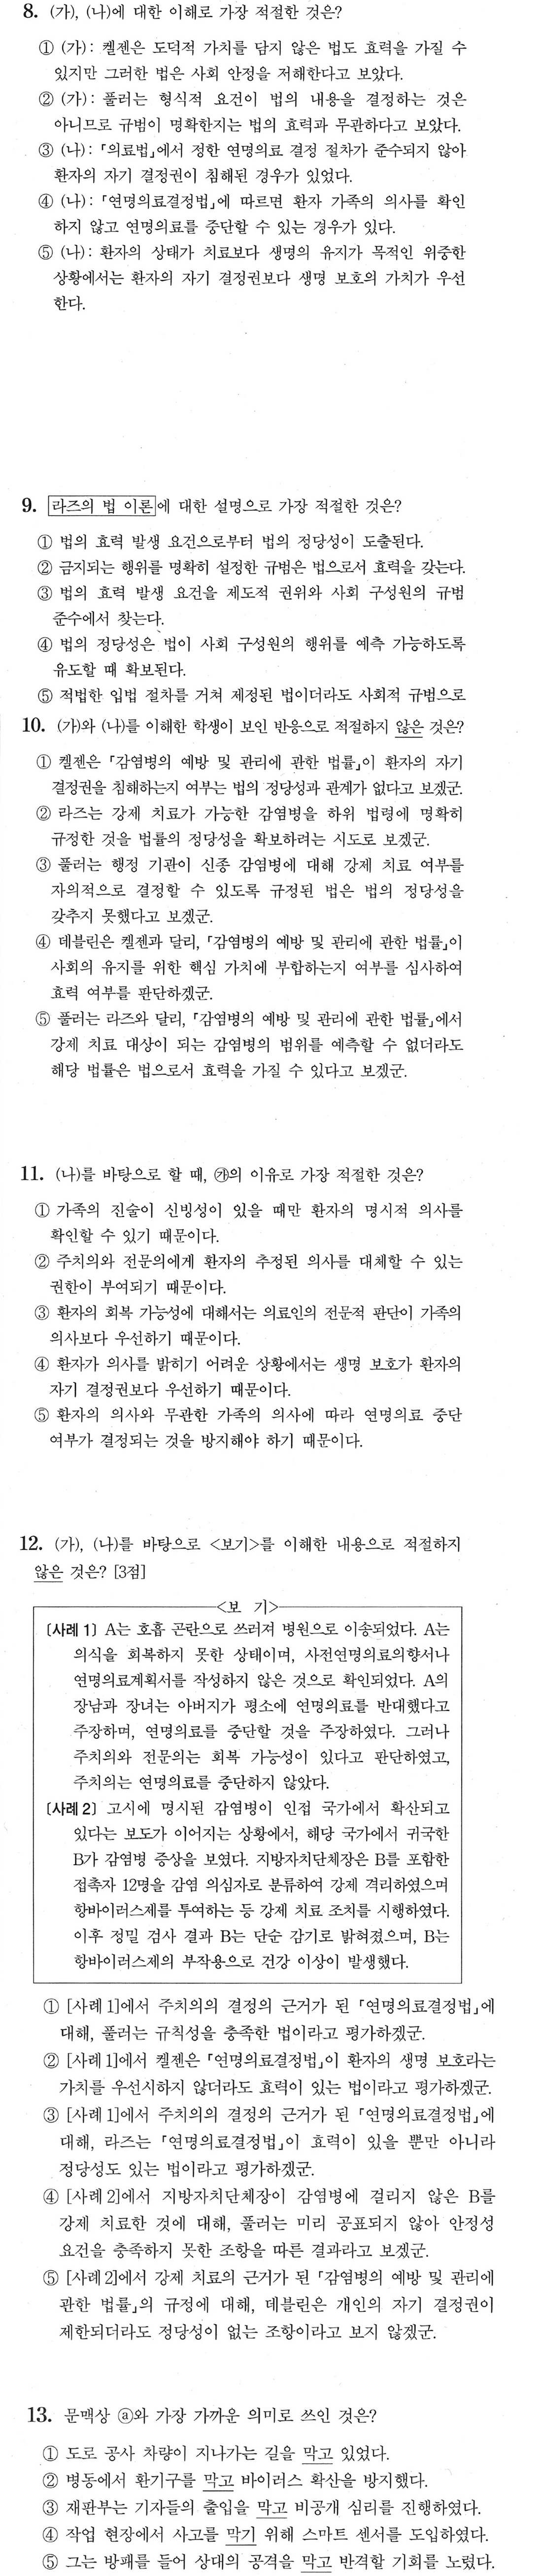 8. (가), (나)에 대한 이해로 가장 적절한 것은?
① (가): 켈젠은 도덕적 가치를 담지 않은 법도 효력을 가질 수
있지만 그러한 법은 사회 안정을 저해한다고 보았다.
② (가): 풀러는 형식적 요건이 법의 내용을 결정하는 것은
아니므로 규범이 명확한지는 법의 효력과 무관하다고 보았다.
③ (나): 「의료법」에서 정한 연명의료 결정 절차가 준수되지 않아
환자의 자기 결정권이 침해된 경우가 있었다.
④ (나): 「연명의료결정법」에 따르면 환자 가족의 의사를 확인
하지 않고 연명의료를 중단할 수 있는 경우가 있다.
⑤ (나): 환자의 상태가 치료보다 생명의 유지가 목적인 위중한
상황에서는 환자의 자기 결정권보다 생명 보호의 가치가 우선
한다.
9. 라즈의 법 이론에 대한 설명으로 가장 적절한 것은?
① 법의 효력 발생 요건으로부터 법의 정당성이 도출된다.
② 금지되는 행위를 명확히 설정한 규범은 법으로서 효력을 갖는다.
③ 법의 효력 발생 요건을 제도적 권위와 사회 구성원의 규범
준수에서 찾는다.
④ 법의 정당성은 법이 사회 구성원의 행위를 예측 가능하도록
유도할 때 확보된다.
⑤ 적법한 입법 절차를 거쳐 제정된 법이더라도 사회적 규범으로
10. (가)와 (나)를 이해한 학생이 보인 반응으로 적절하지 않은 것은?
① 켈젠은 「감염병의 예방 및 관리에 관한 법률」이 환자의 자기
결정권을 침해하는지 여부는 법의 정당성과 관계가 없다고 보겠군.
② 라즈는 강제 치료가 가능한 감염병을 하위 법령에 명확히
규정한 것을 법률의 정당성을 확보하려는 시도로 보겠군.
③ 풀러는 행정 기관이 신종 감염병에 대해 강제 치료 여부를
자의적으로 결정할 수 있도록 규정된 법은 법의 정당성을
갖추지 못했다고 보겠군.
④ 데블린은 켈젠과 달리, 「감염병의 예방 및 관리에 관한 법률」이
사회의 유지를 위한 핵심 가치에 부합하는지 여부를 심사하여
효력 여부를 판단하겠군.
⑤ 풀러는 라즈와 달리, 「감염병의 예방 및 관리에 관한 법률」에서
강제 치료 대상이 되는 감염병의 범위를 예측할 수 없더라도
해당 법률은 법으로서 효력을 가질 수 있다고 보겠군.
11. (나)를 바탕으로 할 때, ㉮의 이유로 가장 적절한 것은?
① 가족의 진술이 신빙성이 있을 때만 환자의 명시적 의사를
확인할 수 있기 때문이다.
② 주치의와 전문의에게 환자의 추정된 의사를 대체할 수 있는
권한이 부여되기 때문이다.
③ 환자의 회복 가능성에 대해서는 의료인의 전문적 판단이 가족의
의사보다 우선하기 때문이다.
④ 환자가 의사를 밝히기 어려운 상황에서는 생명 보호가 환자의
자기 결정권보다 우선하기 때문이다.
⑤ 환자의 의사와 무관한 가족의 의사에 따라 연명의료 중단
여부가 결정되는 것을 방지해야 하기 때문이다.
12. (가), (나)를 바탕으로 <보기>를 이해한 내용으로 적절하지
않은 것은? [3점]
<보 기>
[사례 1] A는 호흡 곤란으로 쓰러져 병원으로 이송되었다. A는
의식을 회복하지 못한 상태이며, 사전연명의료의향서나
연명의료계획서를 작성하지 않은 것으로 확인되었다. A의
장남과 장녀는 아버지가 평소에 연명의료를 반대했다고
주장하며, 연명의료를 중단할 것을 주장하였다. 그러나
주치의와 전문의는 회복 가능성이 있다고 판단하였고,
주치의는 연명의료를 중단하지 않았다.
[사례 2] 고시에 명시된 감염병이 인접 국가에서 확산되고
있다는 보도가 이어지는 상황에서, 해당 국가에서 귀국한
B가 감염병 증상을 보였다. 지방자치단체장은 B를 포함한
접촉자 12명을 감염 의심자로 분류하여 강제 격리하였으며
항바이러스제를 투여하는 등 강제 치료 조치를 시행하였다.
이후 정밀 검사 결과 B는 단순 감기로 밝혀졌으며, B는
항바이러스제의 부작용으로 건강 이상이 발생했다.
① [사례 1]에서 주치의의 결정의 근거가 된 「연명의료결정법」에
대해, 풀러는 규칙성을 충족한 법이라고 평가하겠군.
② [사례 1]에서 켈젠은 「연명의료결정법」이 환자의 생명 보호라는
가치를 우선시하지 않더라도 효력이 있는 법이라고 평가하겠군.
③ [사례 1]에서 주치의의 결정의 근거가 된 「연명의료결정법」에
대해, 라즈는 「연명의료결정법」이 효력이 있을 뿐만 아니라
정당성도 있는 법이라고 평가하겠군.
④ [사례 2]에서 지방자치단체장이 감염병에 걸리지 않은 B를
강제 치료한 것에 대해, 풀러는 미리 공표되지 않아 안정성
요건을 충족하지 못한 조항을 따른 결과라고 보겠군.
⑤ [사례 2]에서 강제 치료의 근거가 된 「감염병의 예방 및 관리에
관한 법률」의 규정에 대해, 데블린은 개인의 자기 결정권이
제한되더라도 정당성이 없는 조항이라고 보지 않겠군.
13. 문맥상 ⓐ와 가장 가까운 의미로 쓰인 것은?
① 도로 공사 차량이 지나가는 길을 막고 있었다.
② 병동에서 환기구를 막고 바이러스 확산을 방지했다.
③ 재판부는 기자들의 출입을 막고 비공개 심리를 진행하였다.
④ 작업 현장에서 사고를 막기 위해 스마트 센서를 도입하였다.
⑤ 그는 방패를 들어 상대의 공격을 막고 반격할 기회를 노렸다.